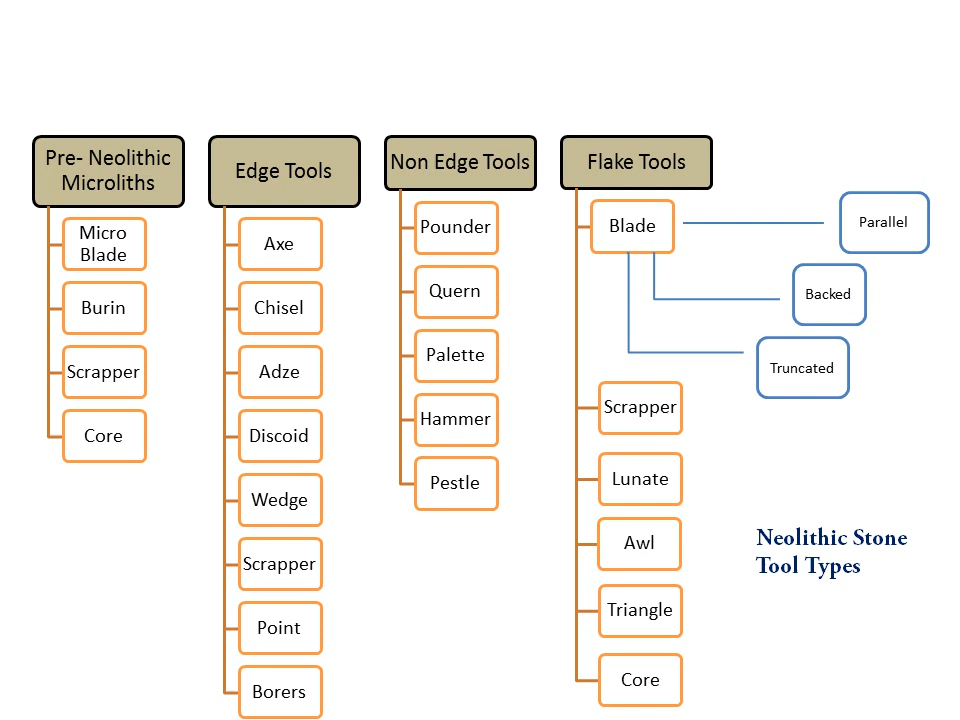 Pre- Neolithic
Microliths
Micro
Blade
Burin
Scrapper
Core
Edge Tools
Axe
Chisel
Adze
Discoid
Wedge
Scrapper
Point
Borers
Non Edge Tools
Pounder
Quern
Palette
Hammer
Pestle
Flake Tools
Blade
Parallel
Backed
Truncated
Scrapper
Lunate
Awl
Triangle
Core
Neolithic Stone
Tool Types